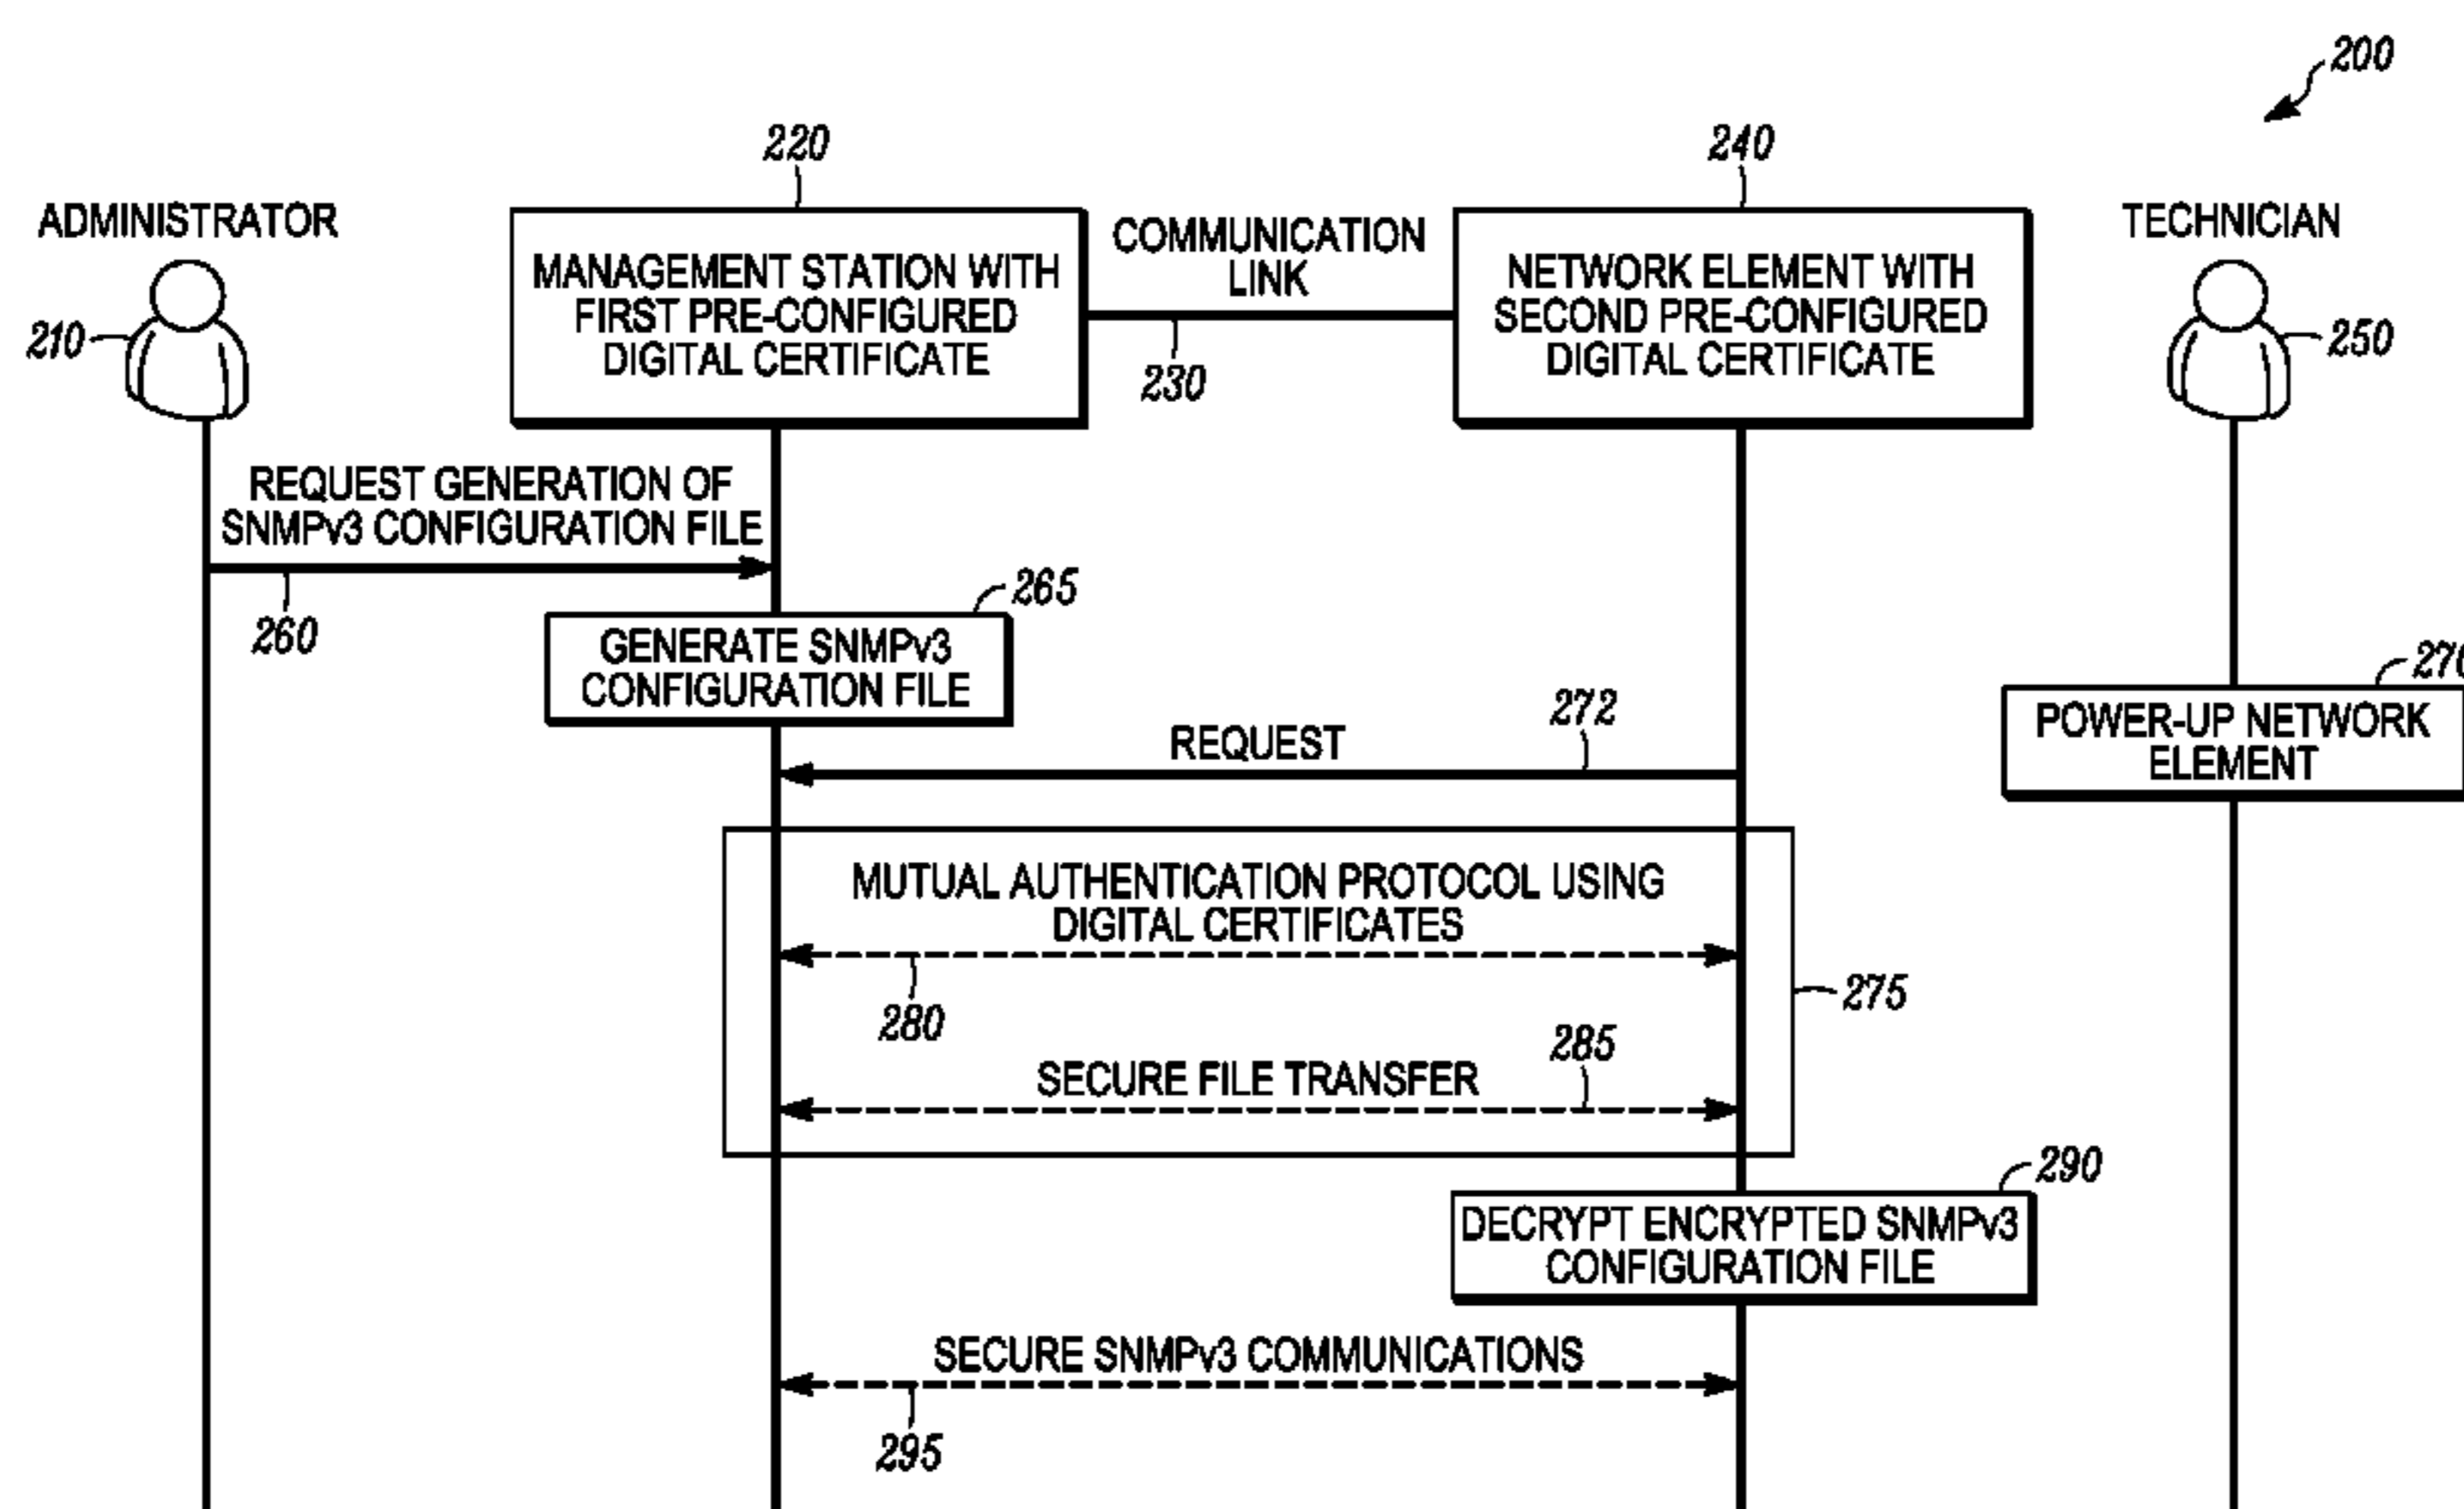 200
220
240
ADMINISTRATOR
TECHNICIAN
210
250
MANAGEMENT STATION WITH
FIRST PRE-CONFIGURED
DIGITAL CERTIFICATE
COMMUNICATION
LINK
230
NETWORK ELEMENT WITH
SECOND PRE-CONFIGURED
DIGITAL CERTIFICATE
REQUEST GENERATION OF
SNMPv3 CONFIGURATION FILE
260
265
GENERATE SNMPv3
CONFIGURATION FILE
POWER-UP NETWORK
ELEMENT
REQUEST
272
MUTUAL AUTHENTICATION PROTOCOL USING
DIGITAL CERTIFICATES
280
275
SECURE FILE TRANSFER
285
290
DECRYPT ENCRYPTED SNMPv3
CONFIGURATION FILE
SECURE SNMPv3 COMMUNICATIONS
295